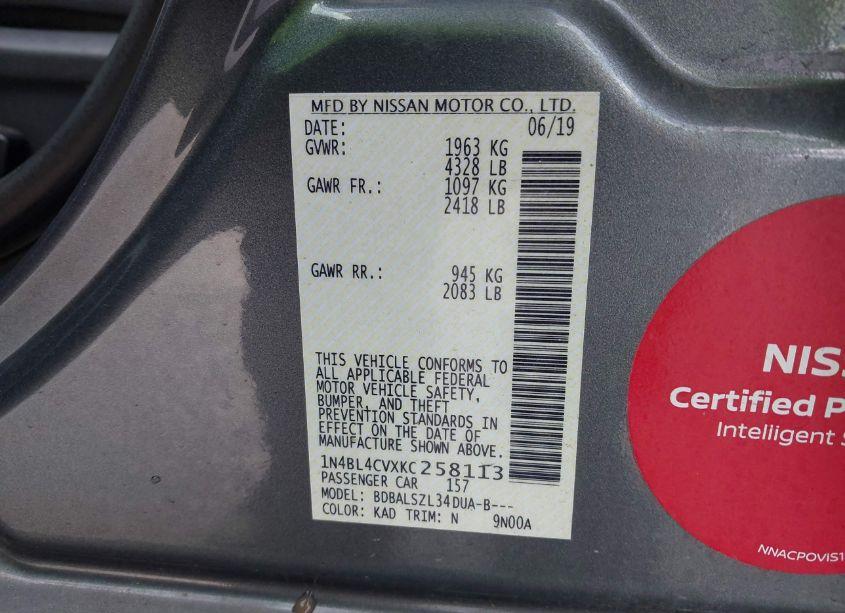 MFD BY NISSAN MOTOR CO., LTD.
DATE: 06/19
GVWR: 1963 KG
4328 LB
GAWR FR.: 1097 KG
2418 LB
GAWR RR.: 945 KG
2083 LB
THIS VEHICLE CONFORMS TO
ALL APPLICABLE FEDERAL
MOTOR VEHICLE SAFETY,
BUMPER, AND THEFT
PREVENTION STANDARDS IN
EFFECT ON THE DATE OF
MANUFACTURE SHOWN ABOVE.
1N4BL4CVXKC258113
PASSENGER CAR 157
MODEL: BDBALSZL34DUA-B---
COLOR: KAD TRIM: N 9N00A
NISS
Certified P
Intelligent S
NNACPOVIS1